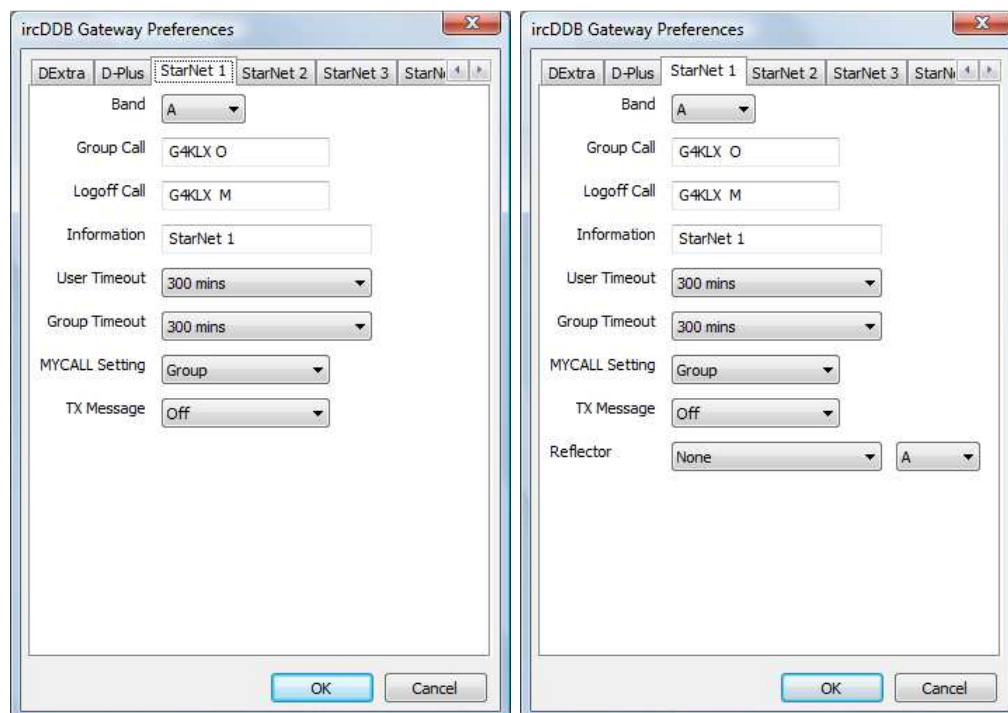 ircDDB Gateway Preferences
DExtra D-Plus StarNet 1 StarNet 2 StarNet 3 StarN
Band A
Group Call G4KLX O
Logoff Call G4KLX  M
Information StarNet 1
User Timeout 300 mins
Group Timeout 300 mins
MYCALL Setting Group
TX Message Off
OK Cancel
ircDDB Gateway Preferences
DExtra D-Plus StarNet 1 StarNet 2 StarNet 3 StarN
Band A
Group Call G4KLX  O
Logoff Call G4KLX  M
Information StarNet 1
User Timeout 300 mins
Group Timeout 300 mins
MYCALL Setting Group
TX Message Off
Reflector None A
OK Cancel